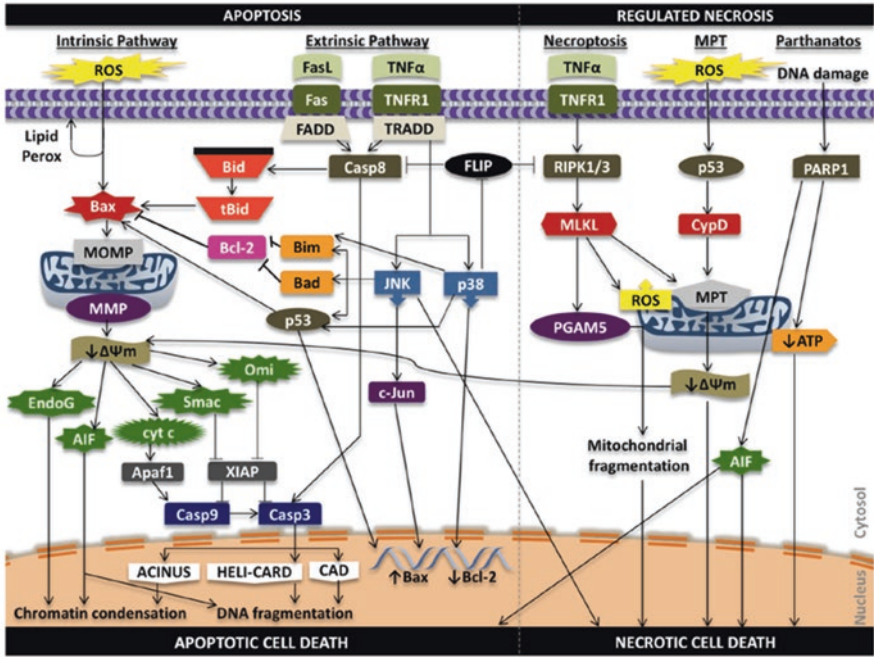 APOPTOSIS
REGULATED NECROSIS
Intrinsic Pathway
Extrinsic Pathway
Necroptosis
MPT
Parthanatos
ROS
FasL
TNFα
TNFα
ROS
DNA damage
Fas
TNFR1
TNFR1
FADD
TRADD
Lipid
Perox
Bid
Casp8
FLIP
RIPK1/3
p53
PARP1
Bax
tBid
MLKL
CypD
MOMP
Bcl-2
Bim
Bad
JNK
p38
ROS
MPT
MMP
p53
PGAM5
↓ATP
↓ΔΨm
Omi
c-Jun
↓ΔΨm
EndoG
Smac
AIF
cyt c
Mitochondrial
fragmentation
AIF
Apaf1
XIAP
Casp9
Casp3
Cytosol
Nucleus
ACINUS
HELI-CARD
CAD
↑Bax
↓Bcl-2
Chromatin condensation
DNA fragmentation
APOPTOTIC CELL DEATH
NECROTIC CELL DEATH